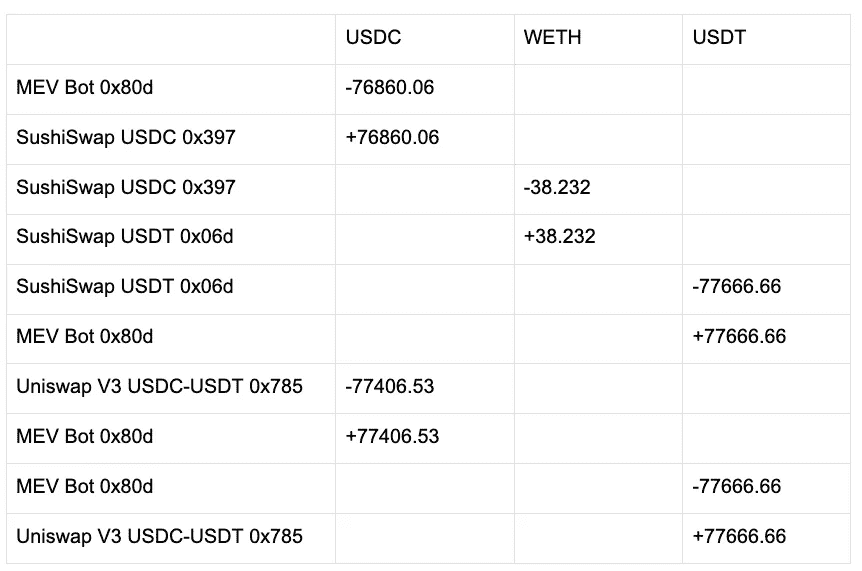 USDC WETH USDT
MEV Bot 0x80d -76860.06
SushiSwap USDC 0x397 +76860.06
SushiSwap USDC 0x397 -38.232
SushiSwap USDT 0x06d +38.232
SushiSwap USDT 0x06d -77666.66
MEV Bot 0x80d +77666.66
Uniswap V3 USDC-USDT 0x785 -77406.53
MEV Bot 0x80d +77406.53
MEV Bot 0x80d -77666.66
Uniswap V3 USDC-USDT 0x785 +77666.66